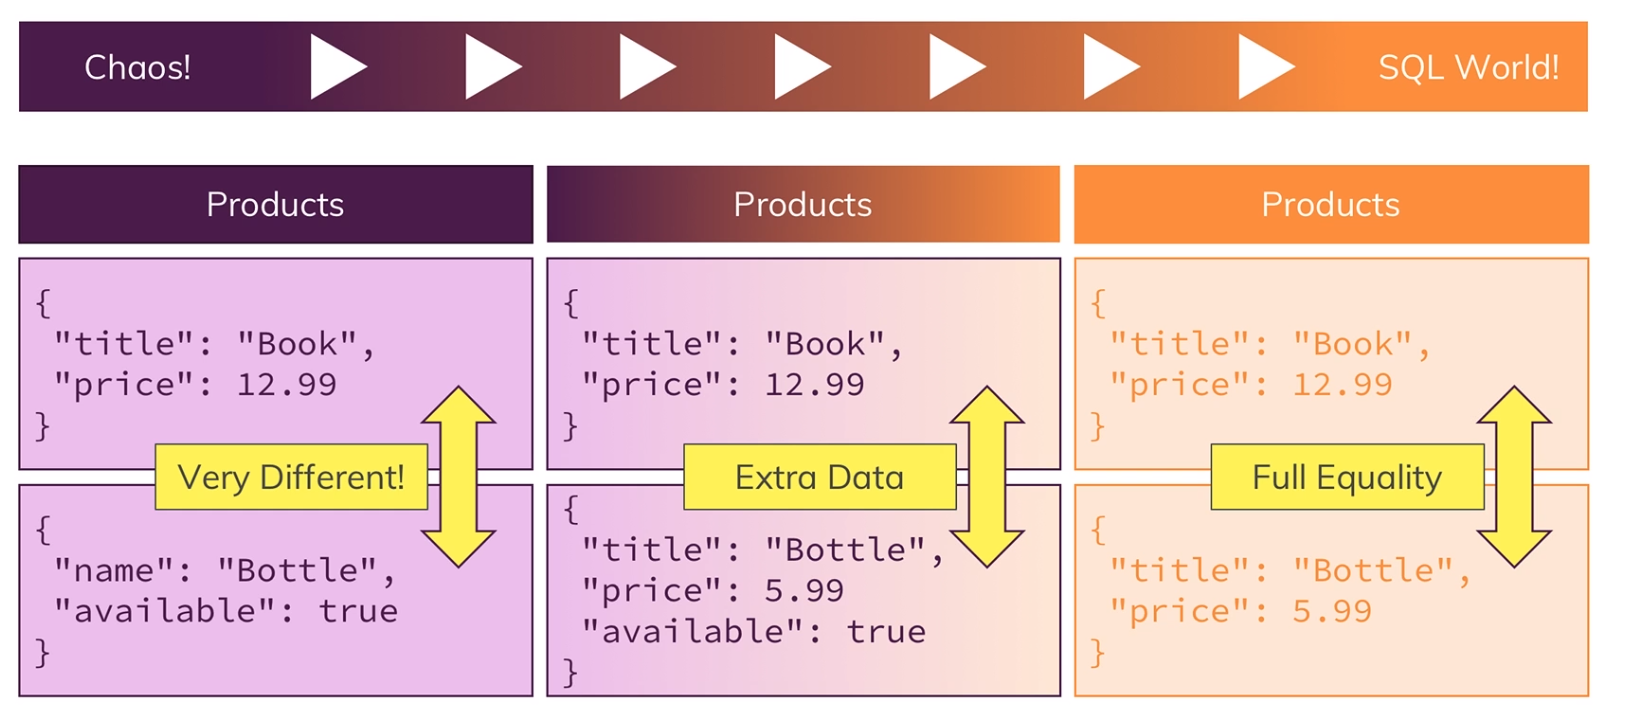 Chaos!
SQL World!
Products
{
"title": "Book",
"price": 12.99
}
Very Different!
{
"name": "Bottle",
"available": true
}
Products
{
"title": "Book",
"price": 12.99
}
Extra Data
{
"title": "Bottle",
"price": 5.99
"available": true
}
Products
{
"title": "Book",
"price": 12.99
}
Full Equality
{
"title": "Bottle",
"price": 5.99
}